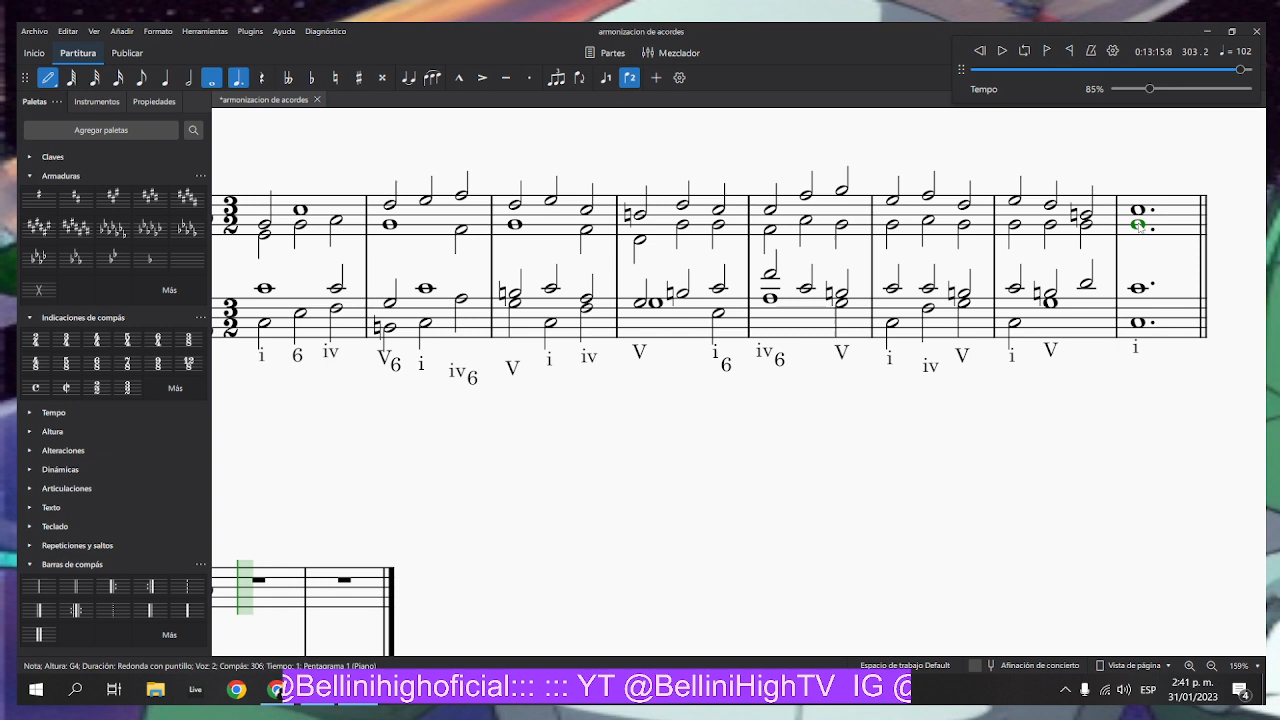 Archivo Editar Ver Añadir Formato Herramientas Plugins Ayuda Diagnóstico
armonizacion de acordes
Inicio Partitura Publicar
Partes Mezclador
0:13:15:8 303 . 2 = 102
Tempo 85%
Paletas Instrumentos Propiedades
*armonizacion de acordes
Agregar paletas
Claves
Armaduras
Más
Indicaciones de compás
Más
Tempo
Altura
Alteraciones
Dinámicas
Articulaciones
Texto
Teclado
Repeticiones y saltos
Barras de compás
Más
i 6 iv V6 i iv6 V i iv V i6 iv6 V i iv V i V i
Nota; Altura: G4; Duración: Redonda con puntillo; Voz: 2; Compás: 306; Tiempo: 1; Pentagrama 1 (Piano)
Espacio de trabajo Default Afinación de concierto Vista de página 159%
Live
@Bellinihighoficial::: ::: YT @BelliniHighTV IG @
ESP
2:41 p. m.
31/01/2023
4